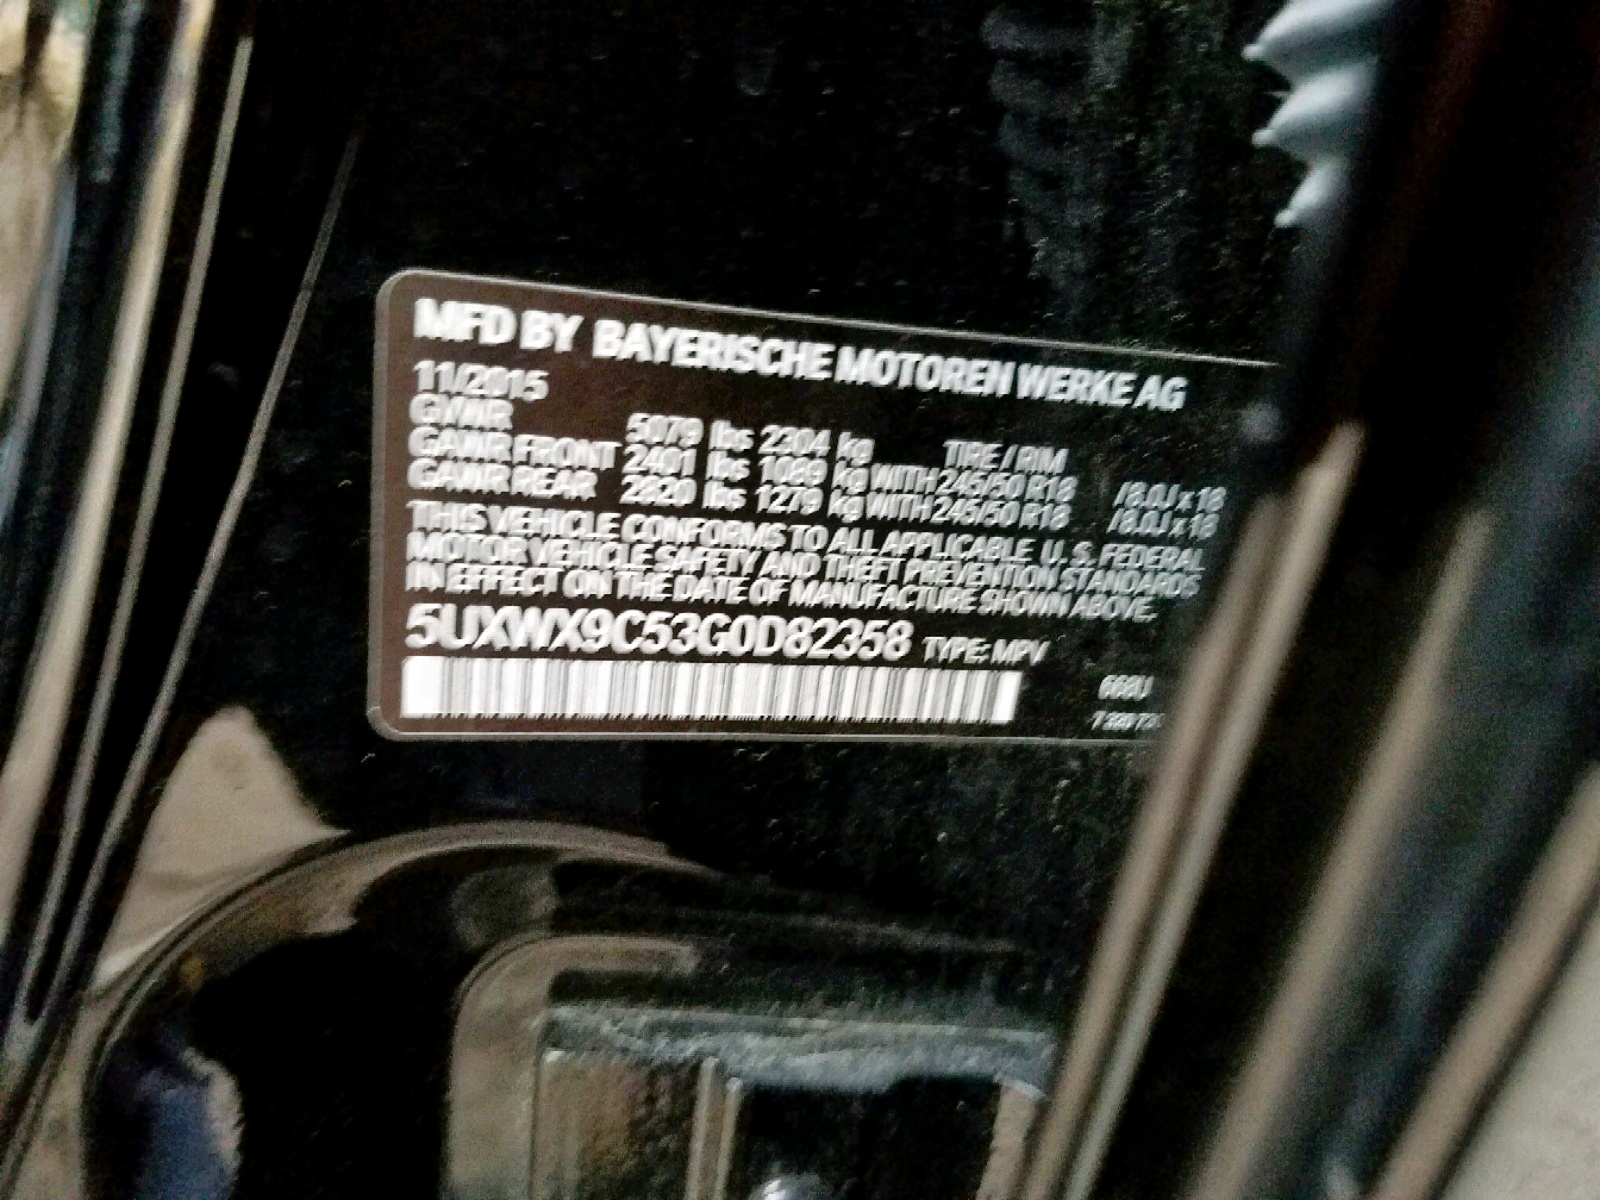 MFD BY BAYERISCHE MOTOREN WERKE AG
11/2015
GVWR 5079 lbs 2304 kg TIRE / RIM
GAWR FRONT 2401 lbs 1089 kg WITH 245/50 R18 /8.0J x 18
GAWR REAR 2820 lbs 1279 kg WITH 245/50 R18 /8.0J x 18
THIS VEHICLE CONFORMS TO ALL APPLICABLE U. S. FEDERAL
MOTOR VEHICLE SAFETY AND THEFT PREVENTION STANDARDS
IN EFFECT ON THE DATE OF MANUFACTURE SHOWN ABOVE.
5UXWX9C53G0D82358 TYPE: MPV
668U